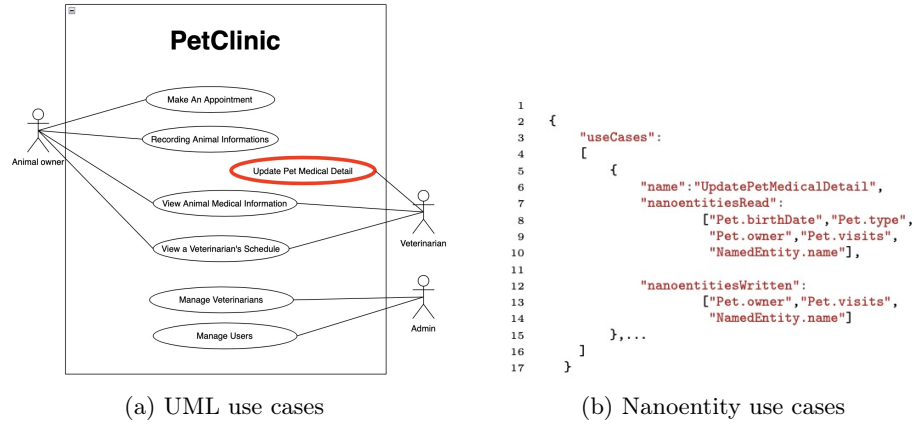 PetClinic
Make An Appointment
Recording Animal Informations
Animal owner
Update Pet Medical Detail
View Animal Medical Information
Veterinarian
View a Veterinarian's Schedule
Manage Veterinarians
Admin
Manage Users
(a) UML use cases
1
2 {
3 "useCases":
4 [
5 {
6 "name":"UpdatePetMedicalDetail",
7 "nanoentitiesRead":
8 ["Pet.birthDate","Pet.type",
9 "Pet.owner","Pet.visits",
10 "NamedEntity.name"],
11
12 "nanoentitiesWritten":
13 ["Pet.owner","Pet.visits",
14 "NamedEntity.name"]
15 },...
16 ]
17 }
(b) Nanoentity use cases